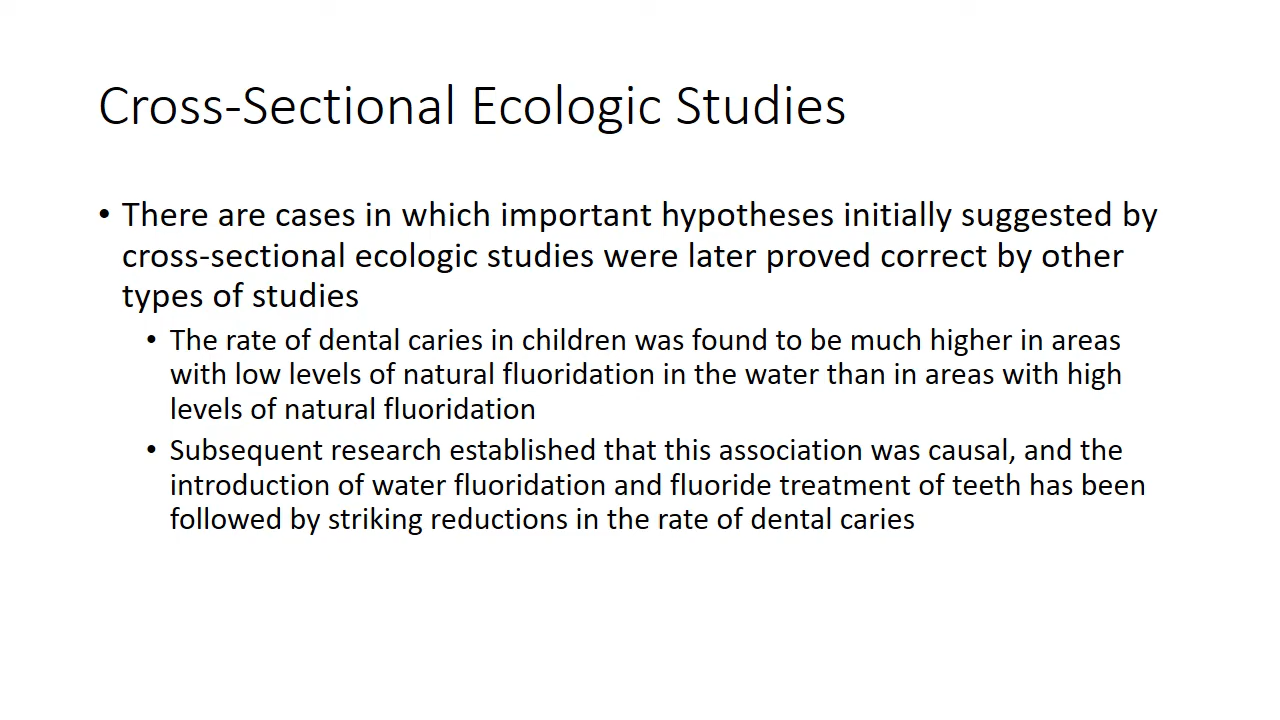 Cross-Sectional Ecologic Studies
• There are cases in which important hypotheses initially suggested by
cross-sectional ecologic studies were later proved correct by other
types of studies
• The rate of dental caries in children was found to be much higher in areas
with low levels of natural fluoridation in the water than in areas with high
levels of natural fluoridation
• Subsequent research established that this association was causal, and the
introduction of water fluoridation and fluoride treatment of teeth has been
followed by striking reductions in the rate of dental caries